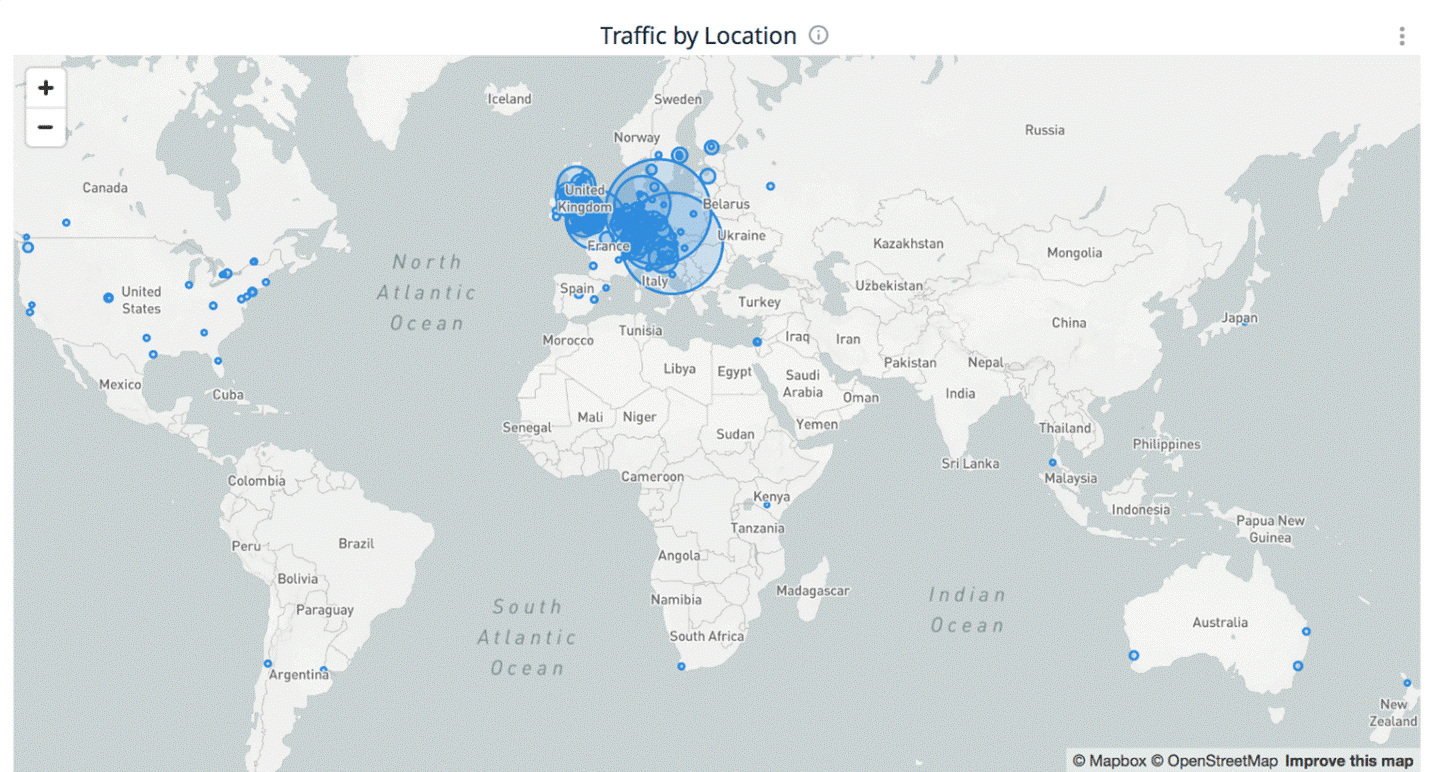 Traffic by Location
+
−
Iceland
Sweden
Norway
Russia
Canada
United
Kingdom
Belarus
Ukraine
France
Kazakhstan
Mongolia
North
Atlantic
Ocean
United
States
Spain
Italy
Uzbekistan
Turkey
Japan
China
Tunisia
Morocco
Iraq
Iran
Pakistan
Nepal
Libya
Egypt
Saudi
Arabia
Mexico
Cuba
Oman
India
Mali
Niger
Senegal
Sudan
Yemen
Thailand
Philippines
Sri Lanka
Colombia
Cameroon
Malaysia
Kenya
Indonesia
Papua New
Guinea
Tanzania
Peru
Brazil
Angola
Bolivia
Madagascar
Paraguay
Namibia
South
Atlantic
Ocean
Indian
Ocean
Australia
South Africa
Argentina
New
Zealand
© Mapbox © OpenStreetMap Improve this map